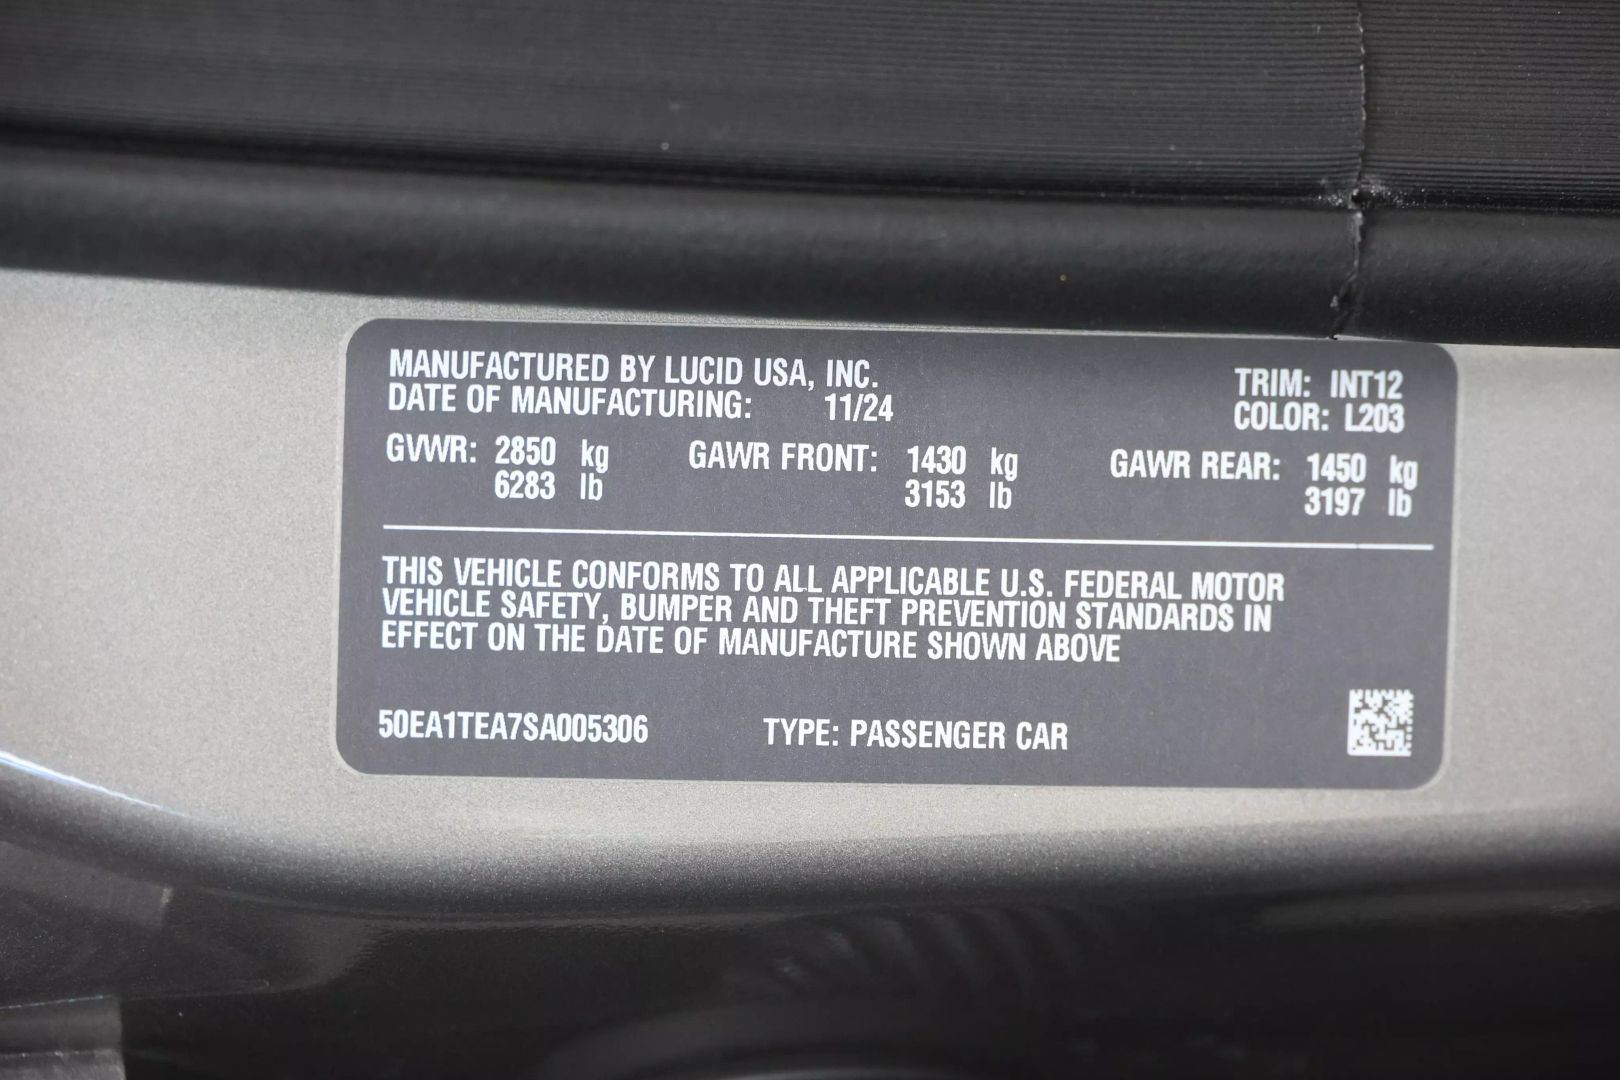 MANUFACTURED BY LUCID USA, INC.
TRIM: INT12
DATE OF MANUFACTURING: 11/24
COLOR: L203
GVWR: 2850 kg GAWR FRONT: 1430 kg GAWR REAR: 1450 kg
6283 lb 3153 lb 3197 lb
THIS VEHICLE CONFORMS TO ALL APPLICABLE U.S. FEDERAL MOTOR
VEHICLE SAFETY, BUMPER AND THEFT PREVENTION STANDARDS IN
EFFECT ON THE DATE OF MANUFACTURE SHOWN ABOVE
50EA1TEA7SA005306 TYPE: PASSENGER CAR